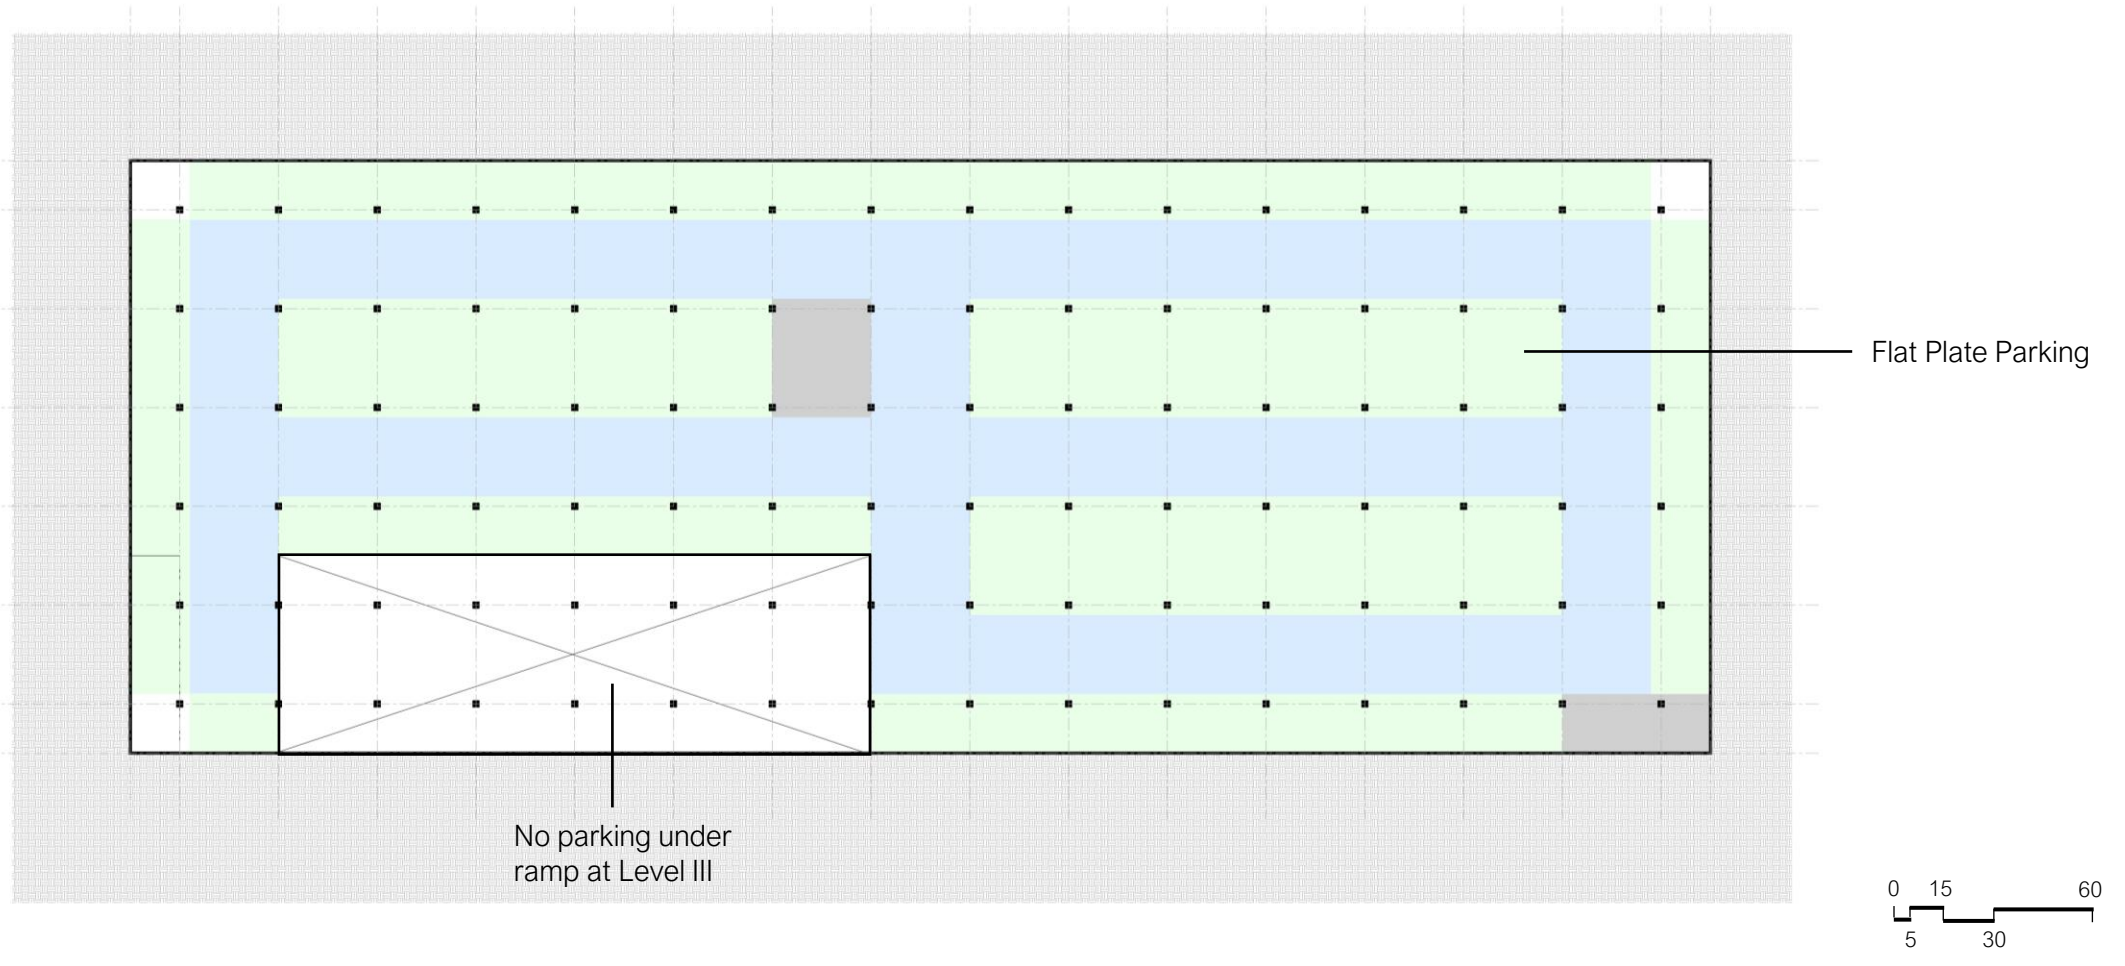 Flat Plate Parking
No parking under
ramp at Level III
0 15 60
5 30